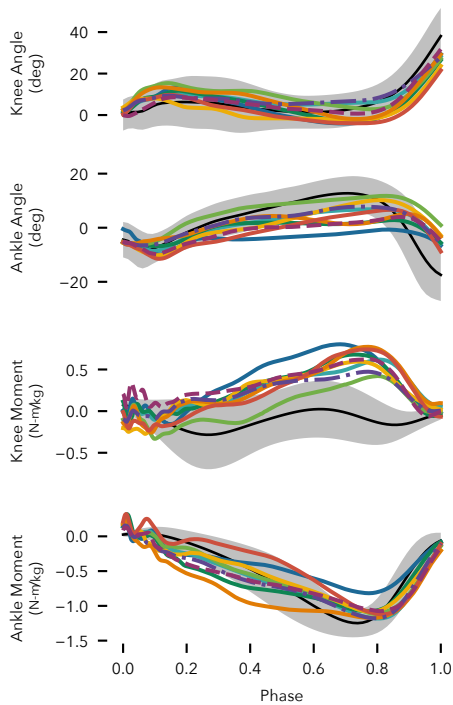 Knee Angle
(deg)
40
20
0
Ankle Angle
(deg)
20
0
−20
Knee Moment
(N-m⁄kg)
0.5
0.0
−0.5
Ankle Moment
(N-m⁄kg)
0.0
−0.5
−1.0
−1.5
0.0 0.2 0.4 0.6 0.8 1.0
Phase